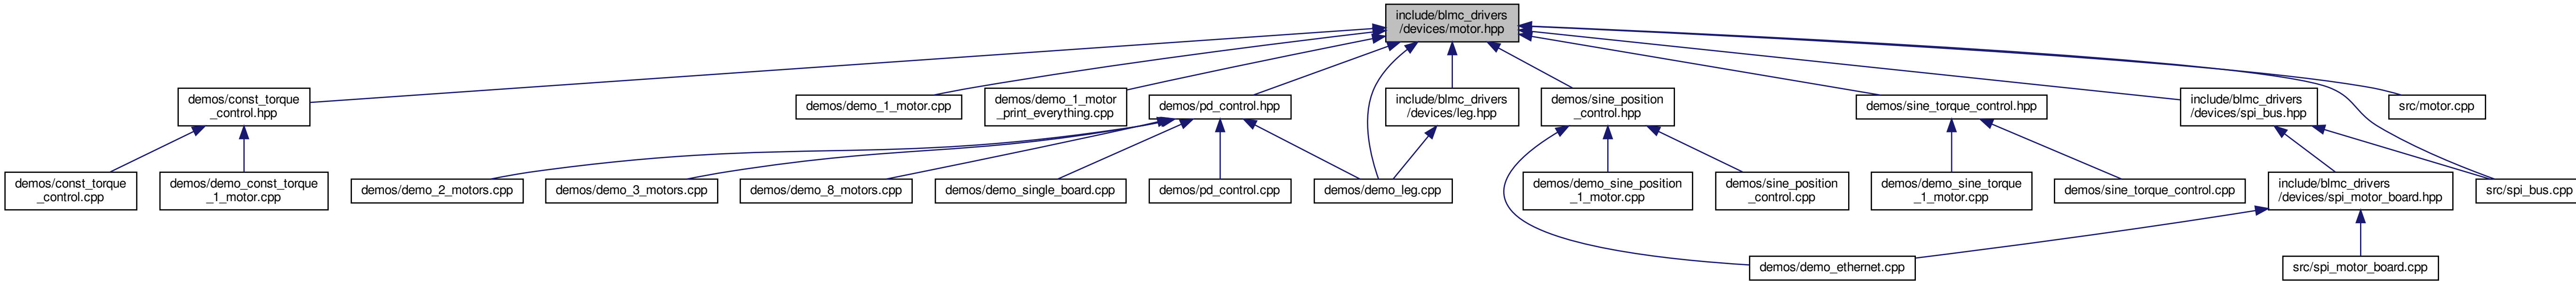 include/blmc_drivers
/devices/motor.hpp
demos/const_torque
_control.hpp
demos/demo_1_motor.cpp
demos/demo_1_motor
_print_everything.cpp
demos/pd_control.hpp
include/blmc_drivers
/devices/leg.hpp
demos/sine_position
_control.hpp
demos/sine_torque_control.hpp
include/blmc_drivers
/devices/spi_bus.hpp
src/motor.cpp
demos/const_torque
_control.cpp
demos/demo_const_torque
_1_motor.cpp
demos/demo_2_motors.cpp
demos/demo_3_motors.cpp
demos/demo_8_motors.cpp
demos/demo_single_board.cpp
demos/pd_control.cpp
demos/demo_leg.cpp
demos/demo_sine_position
_1_motor.cpp
demos/sine_position
_control.cpp
demos/demo_sine_torque
_1_motor.cpp
demos/sine_torque_control.cpp
include/blmc_drivers
/devices/spi_motor_board.hpp
src/spi_bus.cpp
demos/demo_ethernet.cpp
src/spi_motor_board.cpp